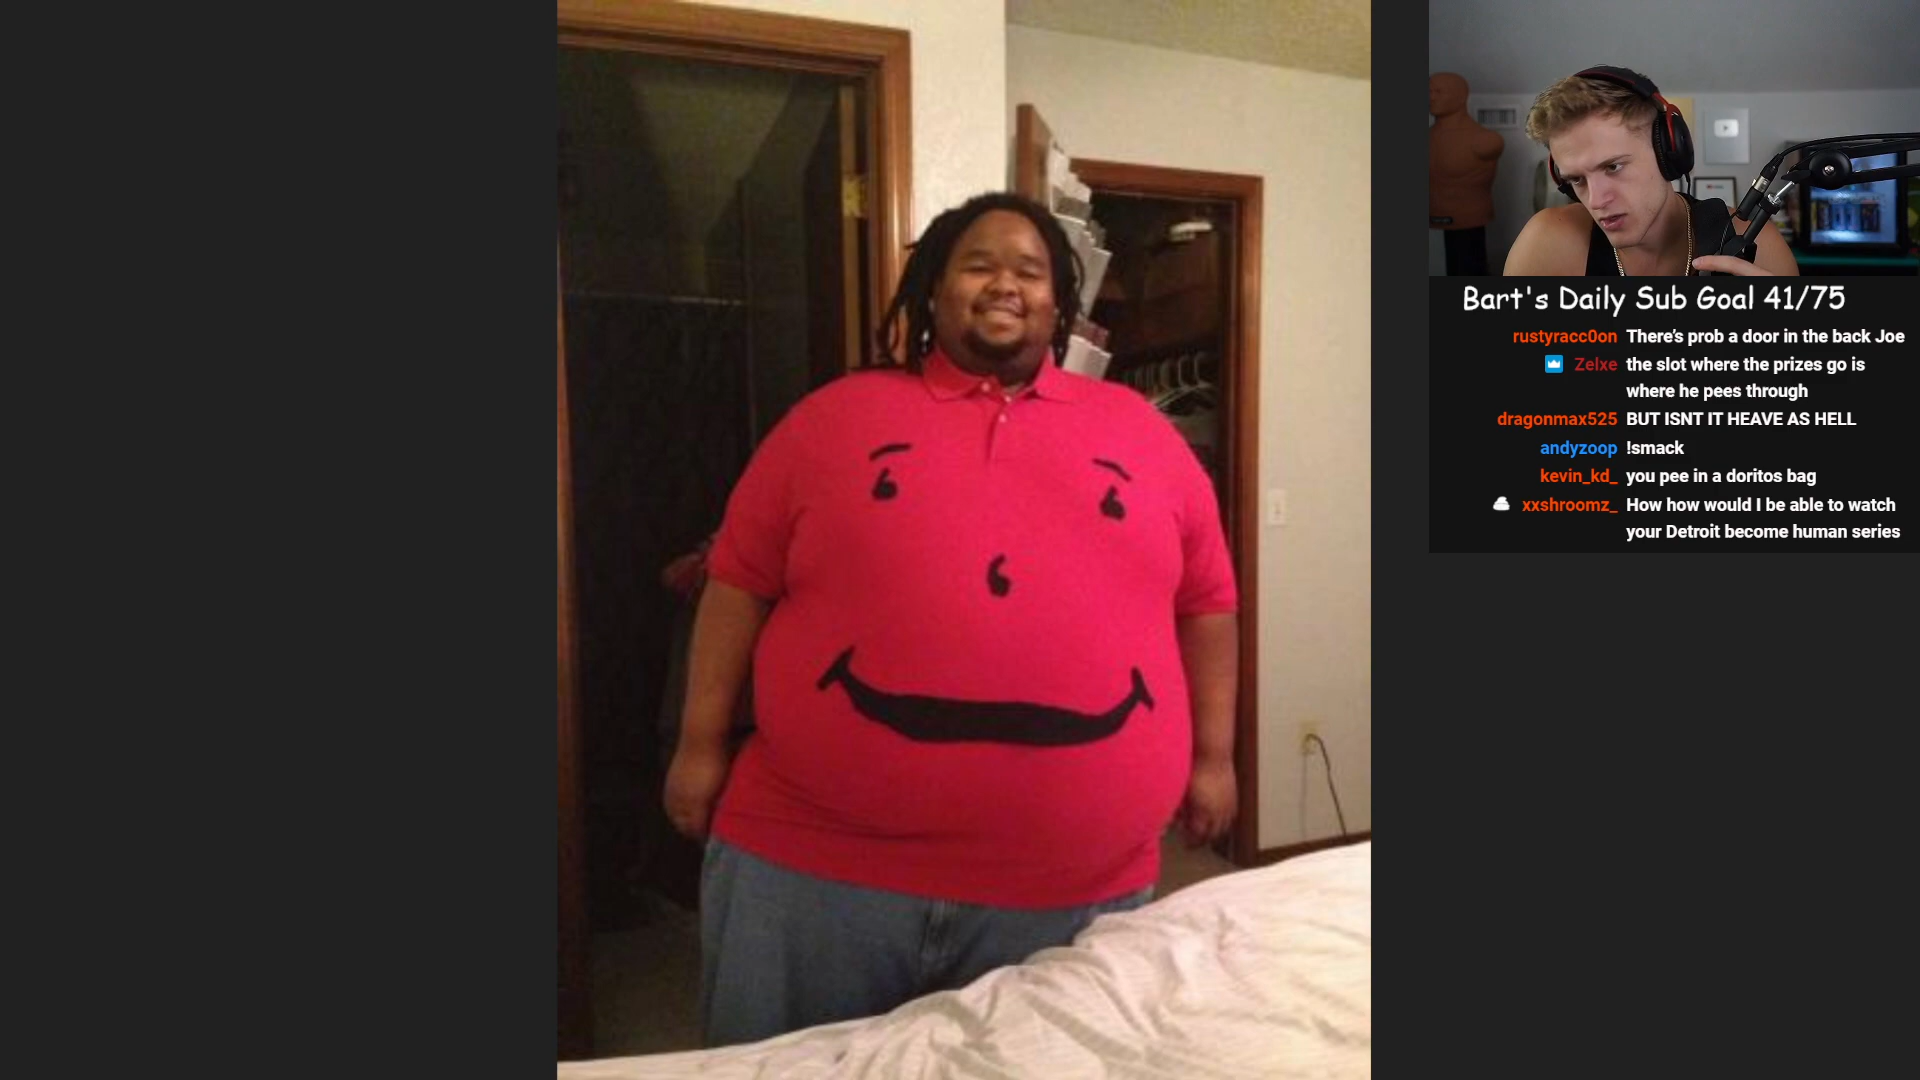 Bart's Daily Sub Goal 41/75
rustyracc0on There's prob a door in the back Joe
Zelxe the slot where the prizes go is
where he pees through
dragonmax525 BUT ISNT IT HEAVE AS HELL
andyzoop !smack
kevin_kd_ you pee in a doritos bag
xxshroomz_ How how would I be able to watch
your Detroit become human series